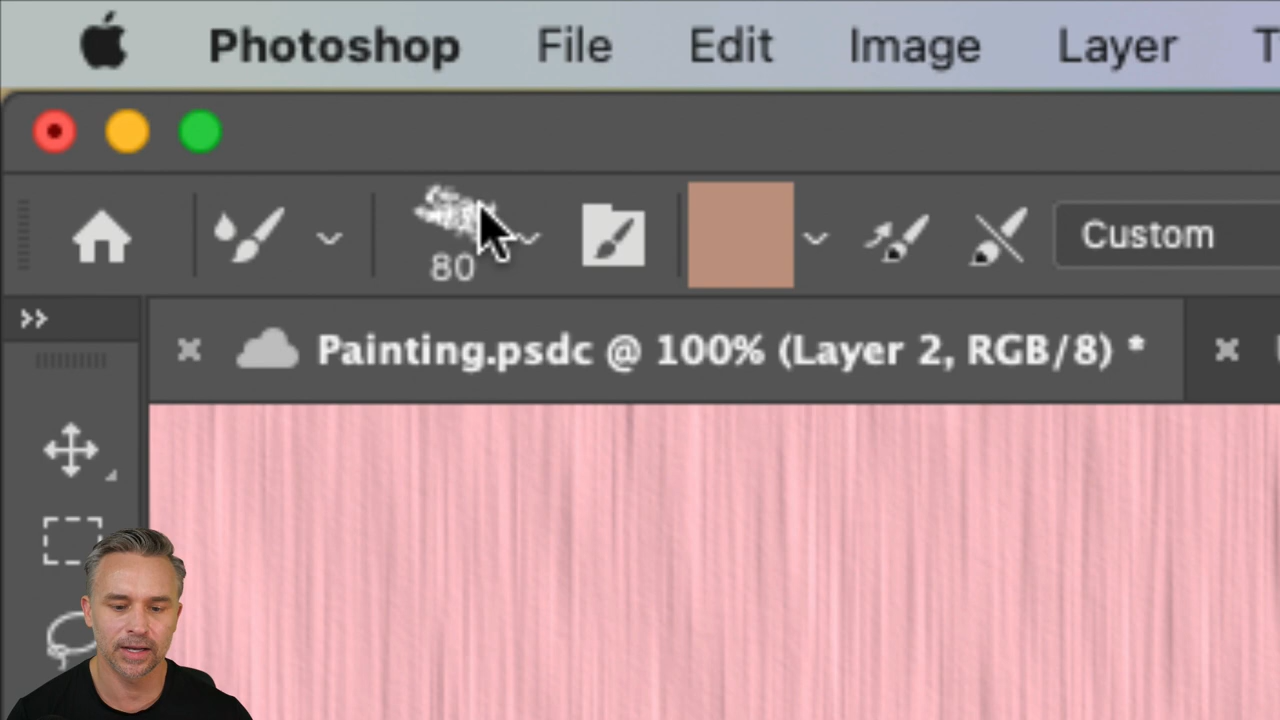 Photoshop File Edit Image Layer T
80 Custom
Painting.psdc @ 100% (Layer 2, RGB/8) *